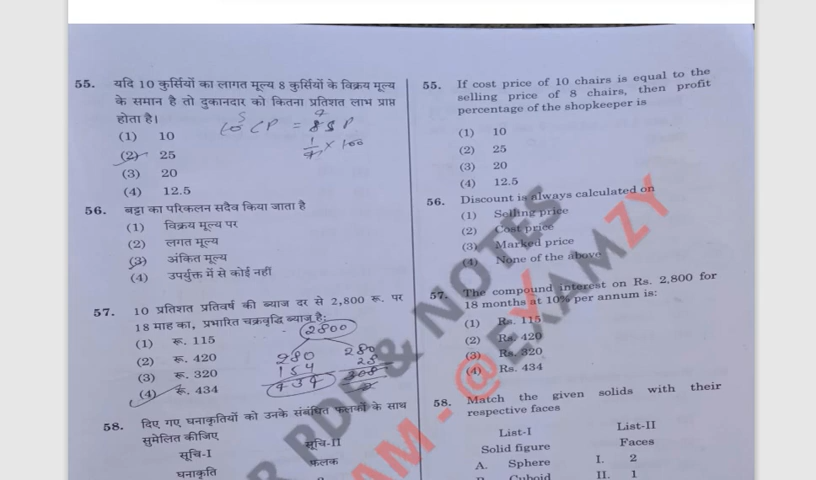 55. यदि 10 कुर्सियों का लागत मूल्य 8 कुर्सियों के विक्रय मूल्य
के समान है तो दुकानदार को कितना प्रतिशत लाभ प्राप्त
होता है।
(1) 10
(2) 25
(3) 20
(4) 12.5
CP = 8 SP
× 100
56. बट्टा का परिकलन सदैव किया जाता है
(1) विक्रय मूल्य पर
(2) लगत मूल्य
(3) अंकित मूल्य
(4) उपर्युक्त में से कोई नहीं
57. 10 प्रतिशत प्रतिवर्ष की ब्याज दर से 2,800 रू. पर
18 माह का, प्रभारित चक्रवृद्धि ब्याज है:
(1) रू. 115
(2) रू. 420
(3) रू. 320
(4) रू. 434
2800
280 280
154 28
434 308
58. दिए गए घनाकृतियों को उनके संबंधित फलकों के साथ
सुमेलित कीजिए
सूचि-I सूचि-II
घनाकृति फलक
55. If cost price of 10 chairs is equal to the
selling price of 8 chairs, then profit
percentage of the shopkeeper is
(1) 10
(2) 25
(3) 20
(4) 12.5
56. Discount is always calculated on
(1) Selling price
(2) Cost price
(3) Marked price
(4) None of the above
57. The compound interest on Rs. 2,800 for
18 months at 10% per annum is:
(1) Rs. 115
(2) Rs. 420
(3) Rs. 320
(4) Rs. 434
58. Match the given solids with their
respective faces
List-I List-II
Solid figure Faces
A. Sphere I. 2
B. Cuboid II. 1
PDF & NOTES
@EXAMZY